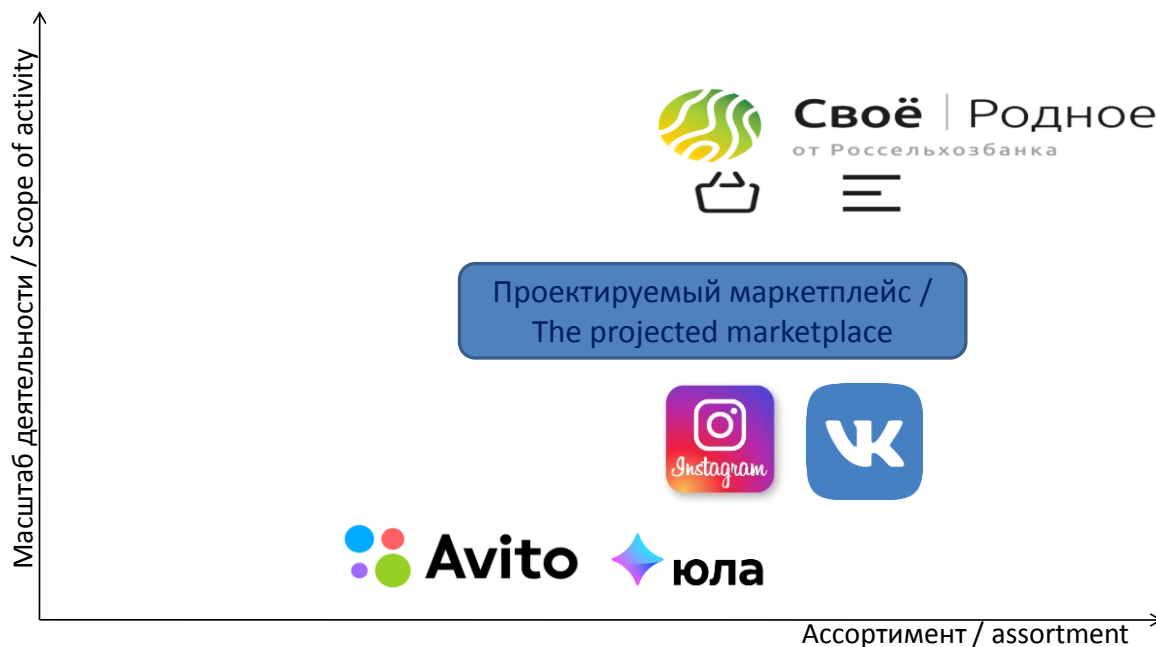 Масштаб деятельности / Scope of activity
Своё | Родное
от Россельхозбанка
Проектируемый маркетплейс /
The projected marketplace
Instagram
VK
Avito
юла
Ассортимент / assortment